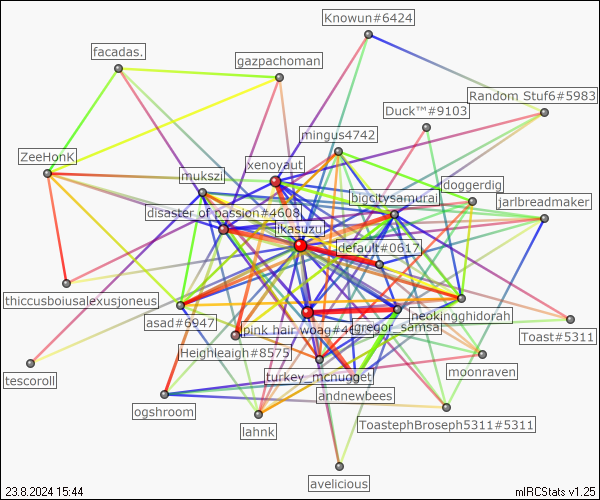 Knowun#6424
facadas.
gazpachoman
Random Stuf6#5983
Duck™#9103
mingus4742
ZeeHonK
xenoyaut
mukszi
doggerdig
bigcitysamurai
jarlbreadmaker
disaster of passion#4608
ikasuzu
default#0617
thiccusboiusalexusjoneus
neokingghidorah
asad#6947
pink hair woag#4
gregor_samsa
Toast#5311
Heighleaigh#8575
moonraven
tescoroll
turkey_mcnugget
andnewbees
ogshroom
ToastephBroseph5311#5311
lahnk
avelicious
23.8.2024 15:44
mIRCStats v1.25